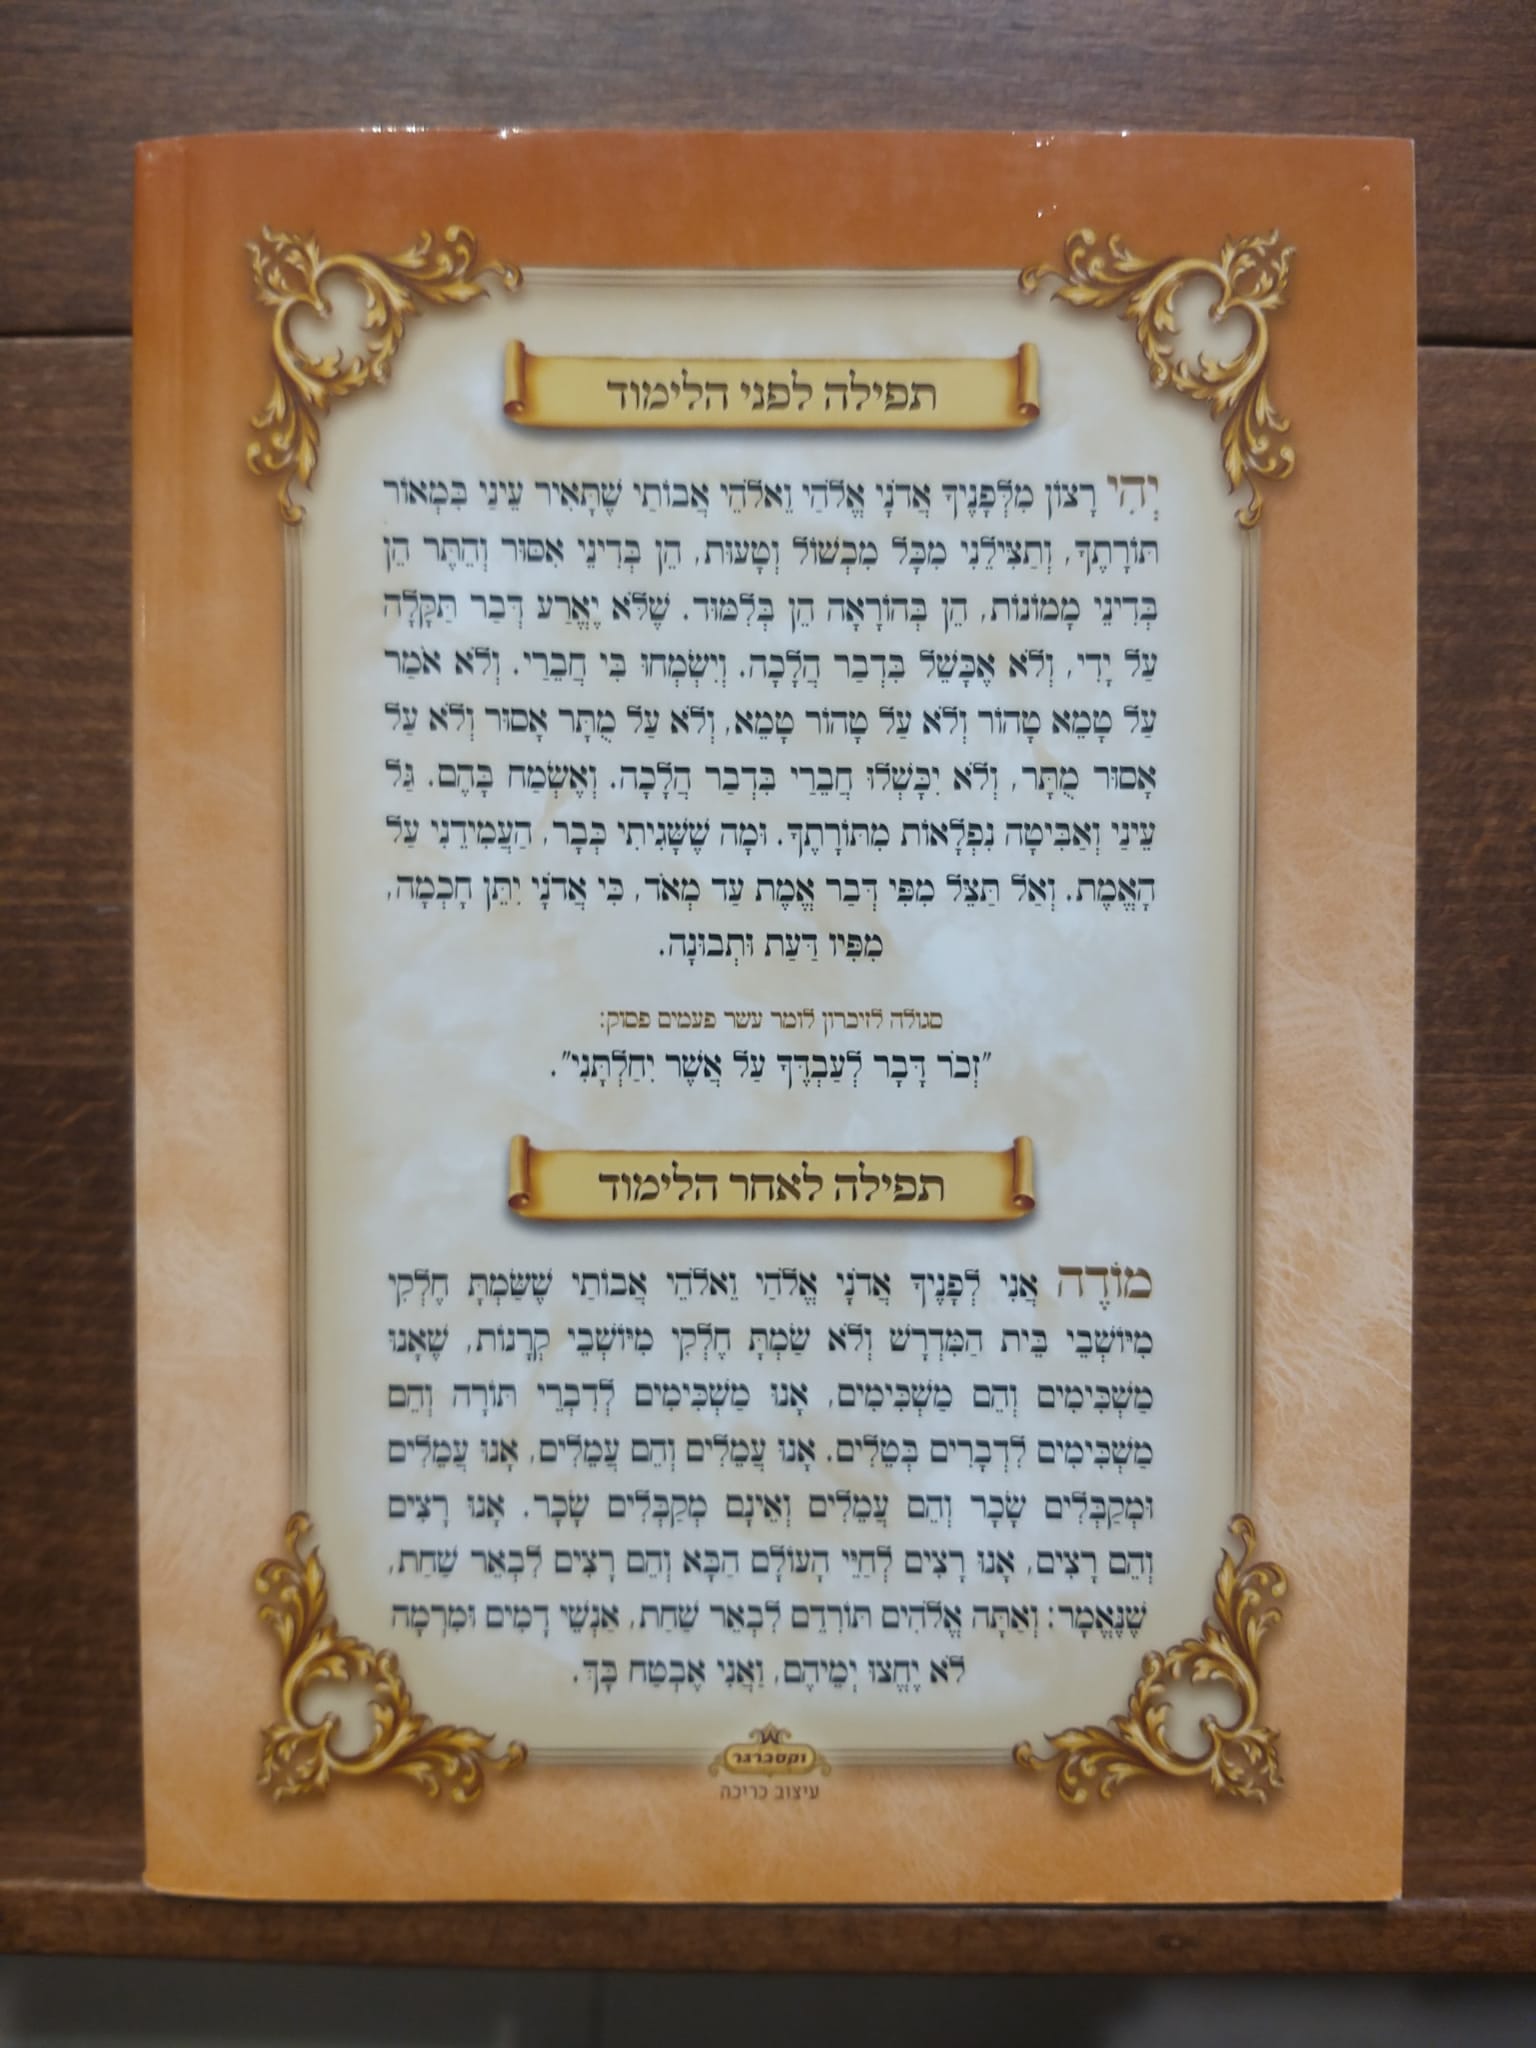 תפילה לפני הלימוד
יְהִי רָצוֹן מִלְּפָנֶיךָ אֲדֹנָי אֱלֹהַי וֵאלֹהֵי אֲבוֹתַי שֶׁתָּאִיר עֵינַי בִּמְאוֹר
תּוֹרָתֶךָ, וְתַצִּילֵנִי מִכָּל מִכְשׁוֹל וְטָעוּת, הֵן בְּדִינֵי אִסּוּר וְהֶתֵּר הֵן
בְּדִינֵי מָמוֹנוֹת, הֵן בְּהוֹרָאָה הֵן בְּלִמּוּד. שֶׁלֹּא יֶאֱרַע דְּבַר תַּקָּלָה
עַל יָדִי, וְלֹא אֶכָּשֵׁל בִּדְבַר הֲלָכָה. וְיִשְׂמְחוּ בִּי חֲבֵרַי. וְלֹא אֹמַר
עַל טָמֵא טָהוֹר וְלֹא עַל טָהוֹר טָמֵא, וְלֹא עַל מֻתָּר אָסוּר וְלֹא עַל
אָסוּר מֻתָּר, וְלֹא יִכָּשְׁלוּ חֲבֵרַי בִּדְבַר הֲלָכָה. וְאֶשְׂמַח בָּהֶם. גַּל
עֵינַי וְאַבִּיטָה נִפְלָאוֹת מִתּוֹרָתֶךָ. וּמָה שֶׁשָּׁגִיתִי כְּבָר, הַעֲמִידֵנִי עַל
הָאֱמֶת. וְאַל תַּצֵּל מִפִּי דְּבַר אֱמֶת עַד מְאֹד, כִּי אֲדֹנָי יִתֵּן חָכְמָה,
מִפִּיו דַּעַת וּתְבוּנָה.
סגולה לזיכרון לומר עשר פעמים פסוק:
"זְכֹר דָּבָר לְעַבְדֶּךָ עַל אֲשֶׁר יִחַלְתָּנִי".
תפילה לאחר הלימוד
מוֹדֶה אֲנִי לְפָנֶיךָ אֲדֹנָי אֱלֹהַי וֵאלֹהֵי אֲבוֹתַי שֶׁשַּׂמְתָּ חֶלְקִי
מִיּוֹשְׁבֵי בֵּית הַמִּדְרָשׁ וְלֹא שַׂמְתָּ חֶלְקִי מִיּוֹשְׁבֵי קְרָנוֹת, שֶׁאָנוּ
מַשְׁכִּימִים וְהֵם מַשְׁכִּימִים, אָנוּ מַשְׁכִּימִים לְדִבְרֵי תּוֹרָה וְהֵם
מַשְׁכִּימִים לִדְבָרִים בְּטֵלִים. אָנוּ עֲמֵלִים וְהֵם עֲמֵלִים, אָנוּ עֲמֵלִים
וּמְקַבְּלִים שָׂכָר וְהֵם עֲמֵלִים וְאֵינָם מְקַבְּלִים שָׂכָר. אָנוּ רָצִים
וְהֵם רָצִים, אָנוּ רָצִים לְחַיֵּי הָעוֹלָם הַבָּא וְהֵם רָצִים לִבְאֵר שַׁחַת,
שֶׁנֶּאֱמָר: וְאַתָּה אֱלֹהִים תּוֹרִדֵם לִבְאֵר שַׁחַת, אַנְשֵׁי דָמִים וּמִרְמָה
לֹא יֶחֱצוּ יְמֵיהֶם, וַאֲנִי אֶבְטַח בָּךְ.
וקסברגר
עיצוב כריכה